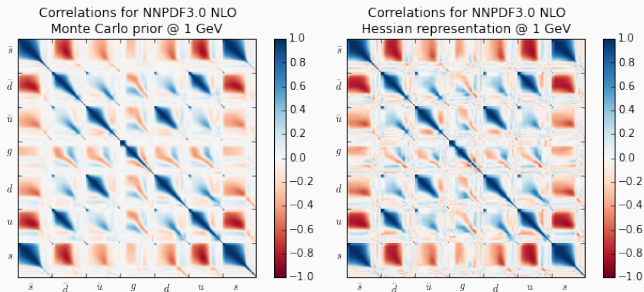 Correlations for NNPDF3.0 NLO
Monte Carlo prior @ 1 GeV
s̄
d̄
ū
g
d
u
s
s̄ d̄ ū g d u s
1.0
0.8
0.6
0.4
0.2
0.0
−0.2
−0.4
−0.6
−0.8
−1.0
Correlations for NNPDF3.0 NLO
Hessian representation @ 1 GeV
s̄
d̄
ū
g
d
u
s
s̄ d̄ ū g d u s
1.0
0.8
0.6
0.4
0.2
0.0
−0.2
−0.4
−0.6
−0.8
−1.0